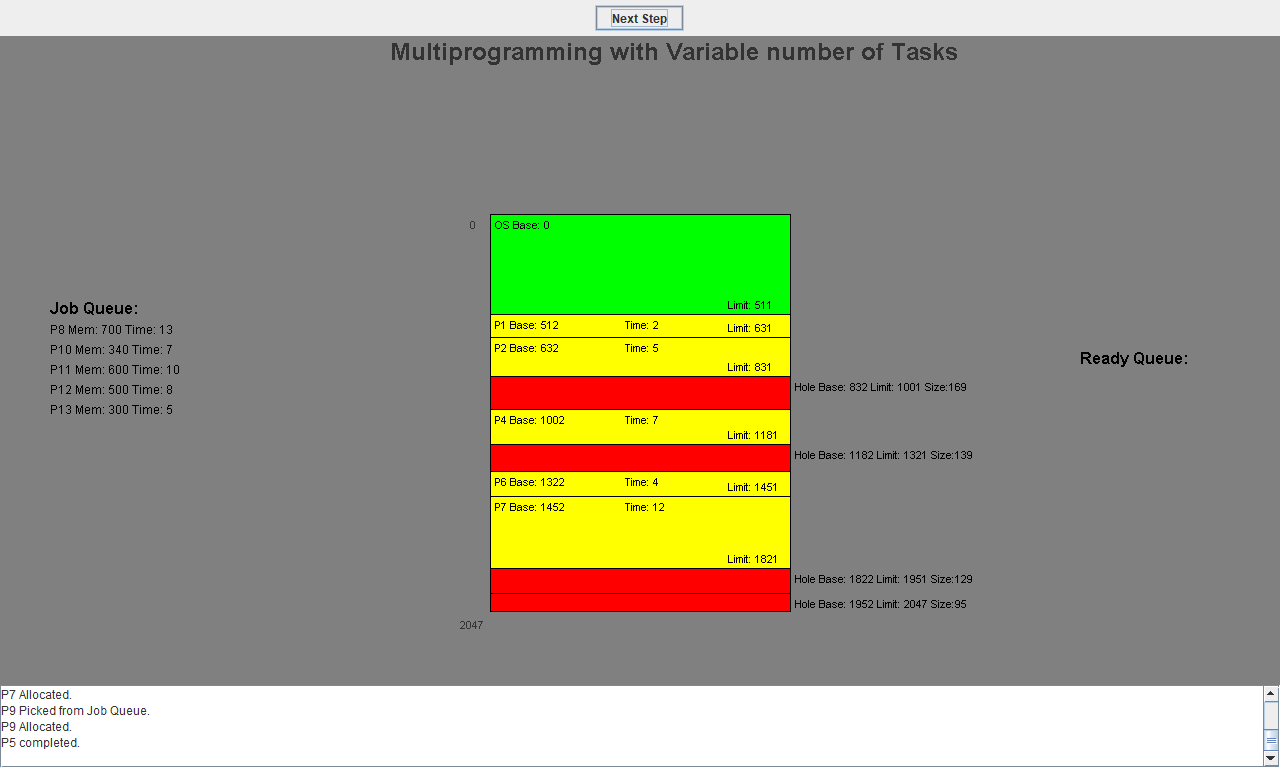 Next Step
Multiprogramming with Variable number of Tasks
0
OS Base: 0
Limit: 511
Job Queue:
P8 Mem: 700 Time: 13
P10 Mem: 340 Time: 7
P11 Mem: 600 Time: 10
P12 Mem: 500 Time: 8
P13 Mem: 300 Time: 5
P1 Base: 512 Time: 2 Limit: 631
P2 Base: 632 Time: 5
Limit: 831
Hole Base: 832 Limit: 1001 Size:169
P4 Base: 1002 Time: 7
Limit: 1181
Hole Base: 1182 Limit: 1321 Size:139
P6 Base: 1322 Time: 4 Limit: 1451
P7 Base: 1452 Time: 12
Limit: 1821
Hole Base: 1822 Limit: 1951 Size:129
Hole Base: 1952 Limit: 2047 Size:95
2047
Ready Queue:
P7 Allocated.
P9 Picked from Job Queue.
P9 Allocated.
P5 completed.